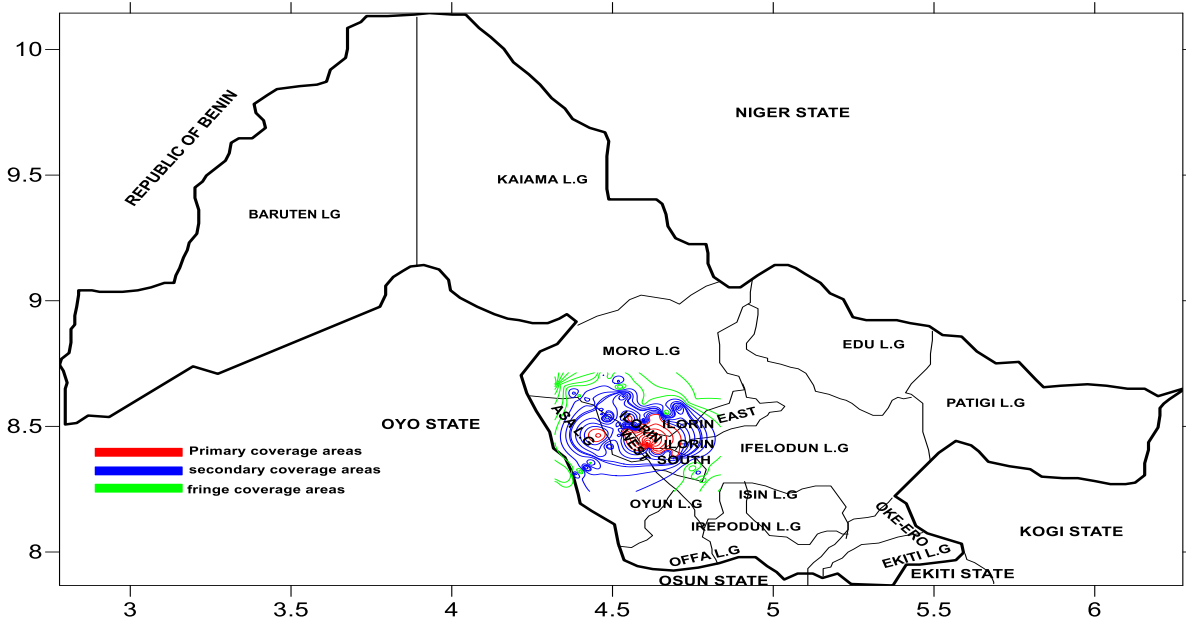 10
9.5
9
8.5
8
REPUBLIC OF BENIN
NIGER STATE
KAIAMA L.G
BARUTEN LG
MORO L.G
EDU L.G
PATIGI L.G
OYO STATE
ASA L.G
ILORIN
WEST
ILORIN EAST
ILORIN
SOUTH
IFELODUN L.G
Primary coverage areas
secondary coverage areas
fringe coverage areas
ISIN L.G
OYUN L.G
IREPODUN L.G
OKE-ERO
KOGI STATE
OFFA L.G
EKITI L.G
OSUN STATE
EKITI STATE
3
3.5
4
4.5
5
5.5
6